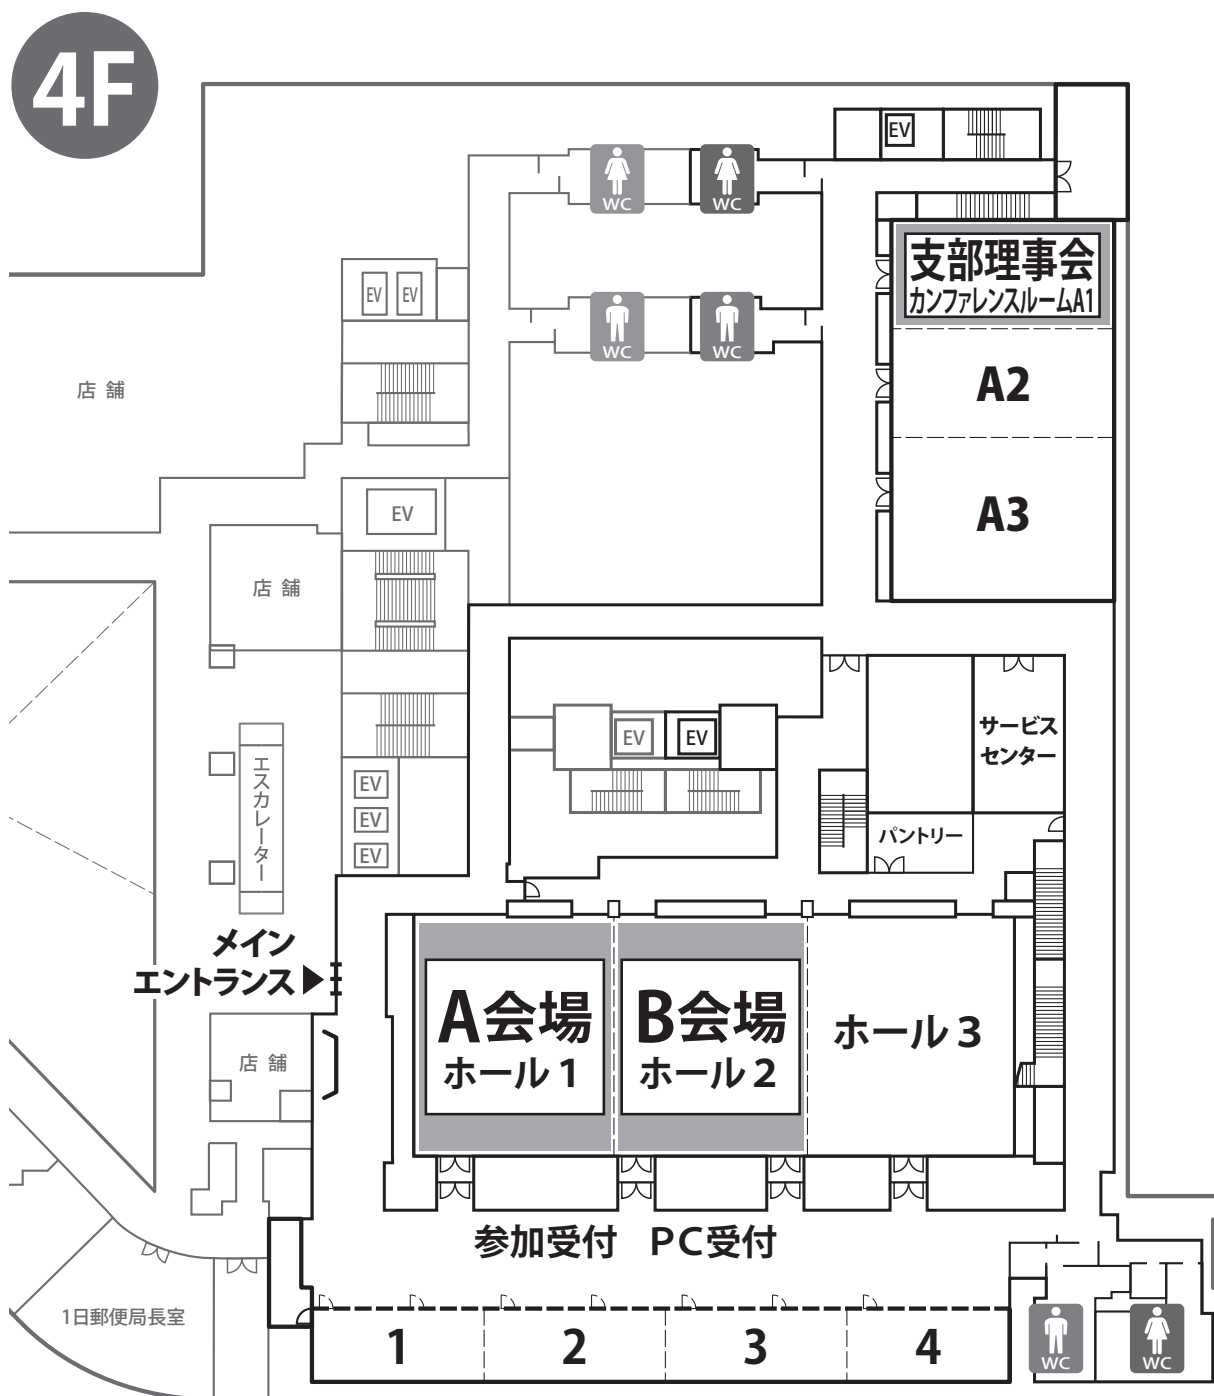 4F
EV
WC
WC
支部理事会
カンファレンスルームA1
EV
EV
WC
WC
店 舗
A2
EV
A3
店 舗
サービス
センター
EV
EV
エスカレーター
EV
EV
EV
パントリー
メイン
エントランス
A会場
ホール 1
B会場
ホール 2
ホール 3
店 舗
参加受付
PC受付
1日郵便局長室
1
2
3
4
WC
WC